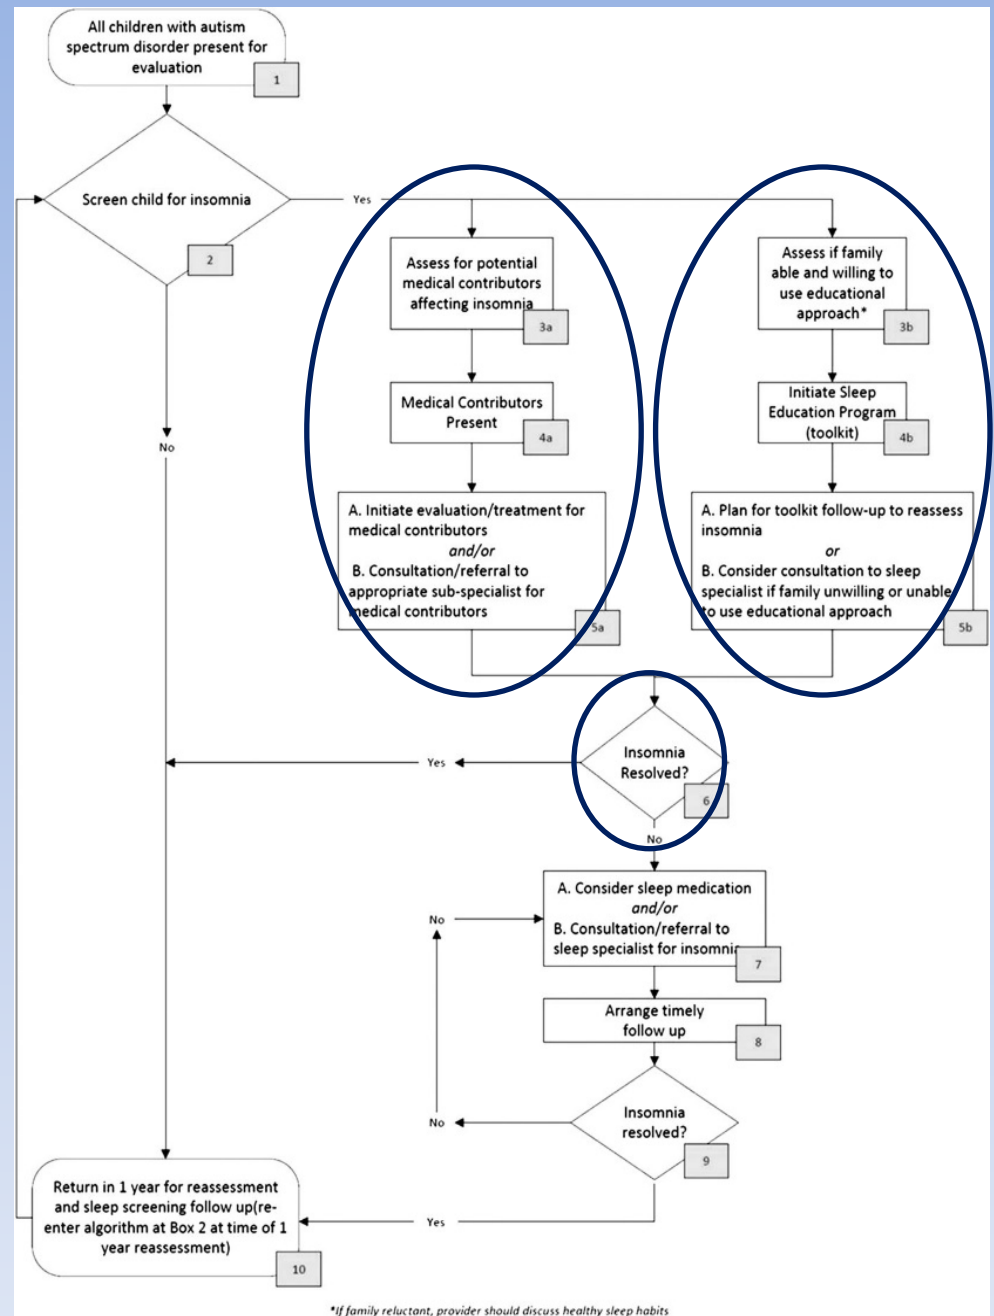 All children with autism
spectrum disorder present for
evaluation
1
Screen child for insomnia
2
Yes
No
Assess for potential
medical contributors
affecting insomnia
3a
Medical Contributors
Present
4a
A. Initiate evaluation/treatment for
medical contributors
and/or
B. Consultation/referral to
appropriate sub-specialist for
medical contributors
5a
Assess if family
able and willing to
use educational
approach*
3b
Initiate Sleep
Education Program
(toolkit)
4b
A. Plan for toolkit follow-up to reassess
insomnia
or
B. Consider consultation to sleep
specialist if family unwilling or unable
to use educational approach
5b
Insomnia
Resolved?
6
Yes
No
A. Consider sleep medication
and/or
B. Consultation/referral to
sleep specialist for insomnia
7
No
Arrange timely
follow up
8
Insomnia
resolved?
9
No
Yes
Return in 1 year for reassessment
and sleep screening follow up(re-
enter algorithm at Box 2 at time of 1
year reassessment)
10
*If family reluctant, provider should discuss healthy sleep habits